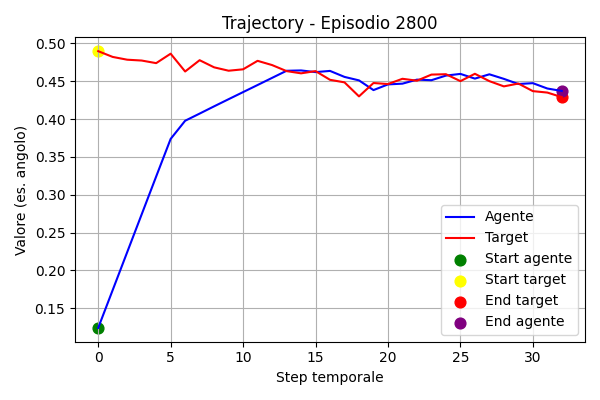 Trajectory - Episodio 2800
Valore (es. angolo)
0.50
0.45
0.40
0.35
0.30
0.25
0.20
0.15
0 5 10 15 20 25 30
Step temporale
Agente
Target
Start agente
Start target
End target
End agente